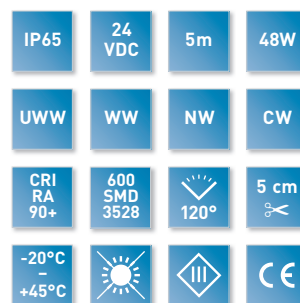 IP65
24
VDC
5m
48W
UWW
WW
NW
CW
CRI
RA
90+
600
SMD
3528
120°
5 cm
-20°C
–
+45°C
III
CE